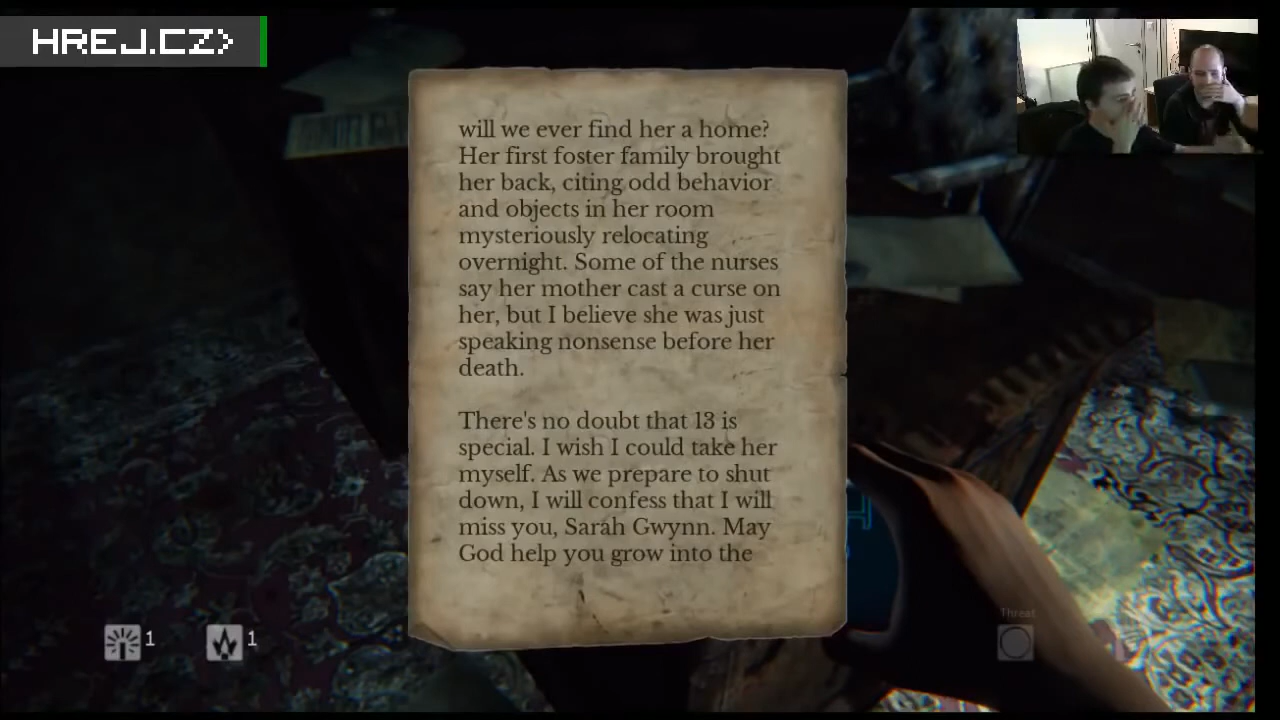 HREJ.CZ>
will we ever find her a home?
Her first foster family brought
her back, citing odd behavior
and objects in her room
mysteriously relocating
overnight. Some of the nurses
say her mother cast a curse on
her, but I believe she was just
speaking nonsense before her
death.
There's no doubt that 13 is
special. I wish I could take her
myself. As we prepare to shut
down, I will confess that I will
miss you, Sarah Gwynn. May
God help you grow into the
1
1
Threat